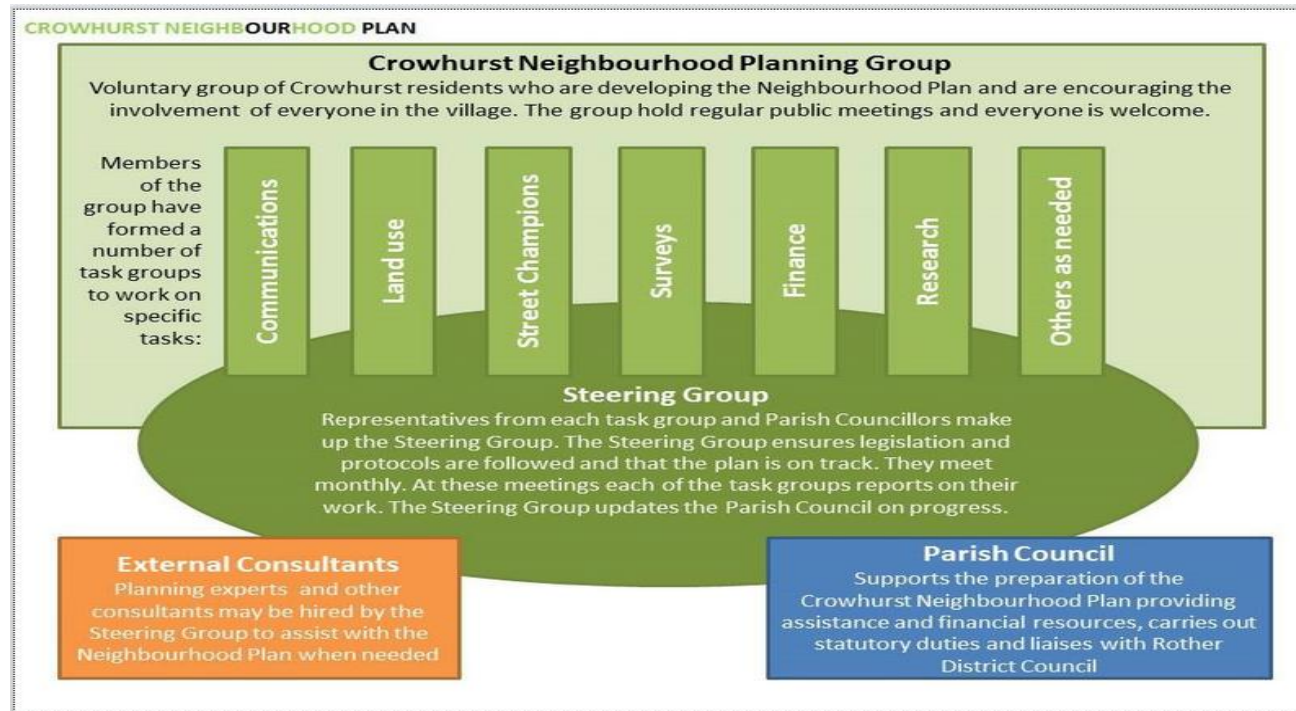 CROWHURST NEIGHBOURHOOD PLAN
Crowhurst Neighbourhood Planning Group
Voluntary group of Crowhurst residents who are developing the Neighbourhood Plan and are encouraging the
involvement of everyone in the village. The group hold regular public meetings and everyone is welcome.
Members
of the
group have
formed a
number of
task groups
to work on
specific
tasks:
Communications
Land use
Street Champions
Surveys
Finance
Research
Others as needed
Steering Group
Representatives from each task group and Parish Councillors make
up the Steering Group. The Steering Group ensures legislation and
protocols are followed and that the plan is on track. They meet
monthly. At these meetings each of the task groups reports on their
work. The Steering Group updates the Parish Council on progress.
External Consultants
Planning experts and other
consultants may be hired by the
Steering Group to assist with the
Neighbourhood Plan when needed
Parish Council
Supports the preparation of the
Crowhurst Neighbourhood Plan providing
assistance and financial resources, carries out
statutory duties and liaises with Rother
District Council